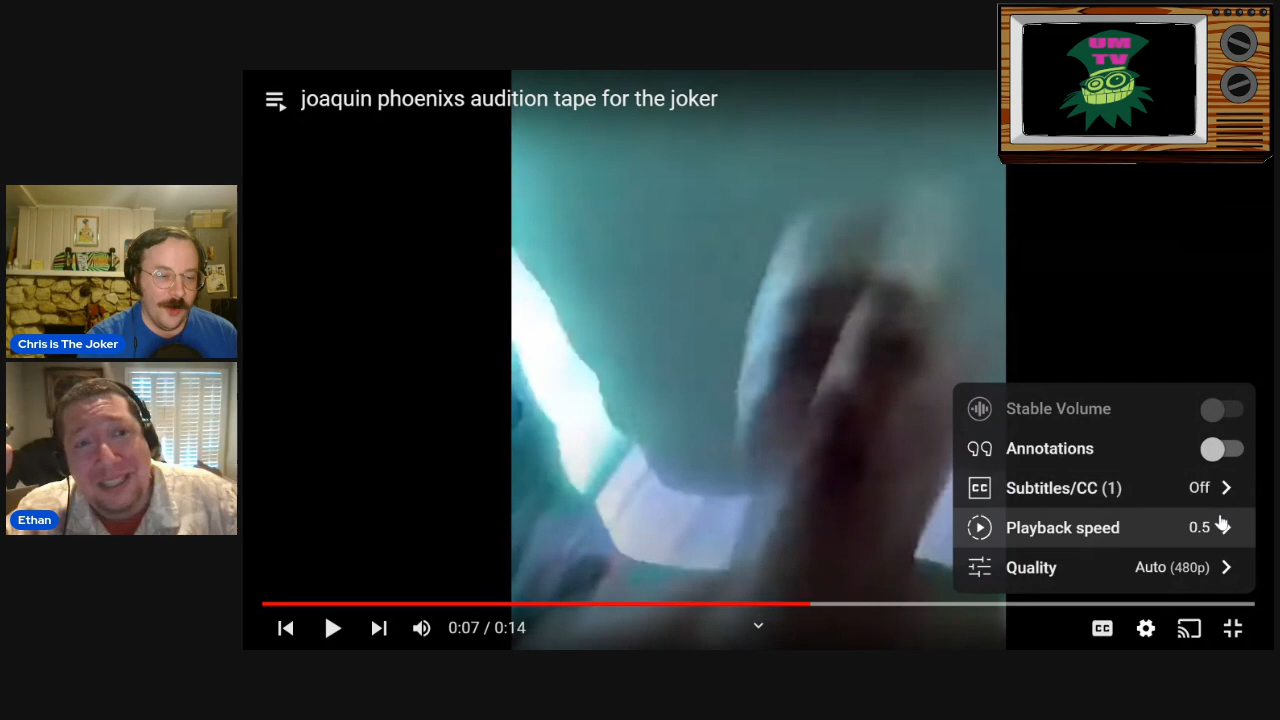 UM
TV
joaquin phoenixs audition tape for the joker
Chris is The Joker
Ethan
Stable Volume
Annotations
Subtitles/CC (1) Off
Playback speed 0.5
Quality Auto (480p)
0:07 / 0:14
CC